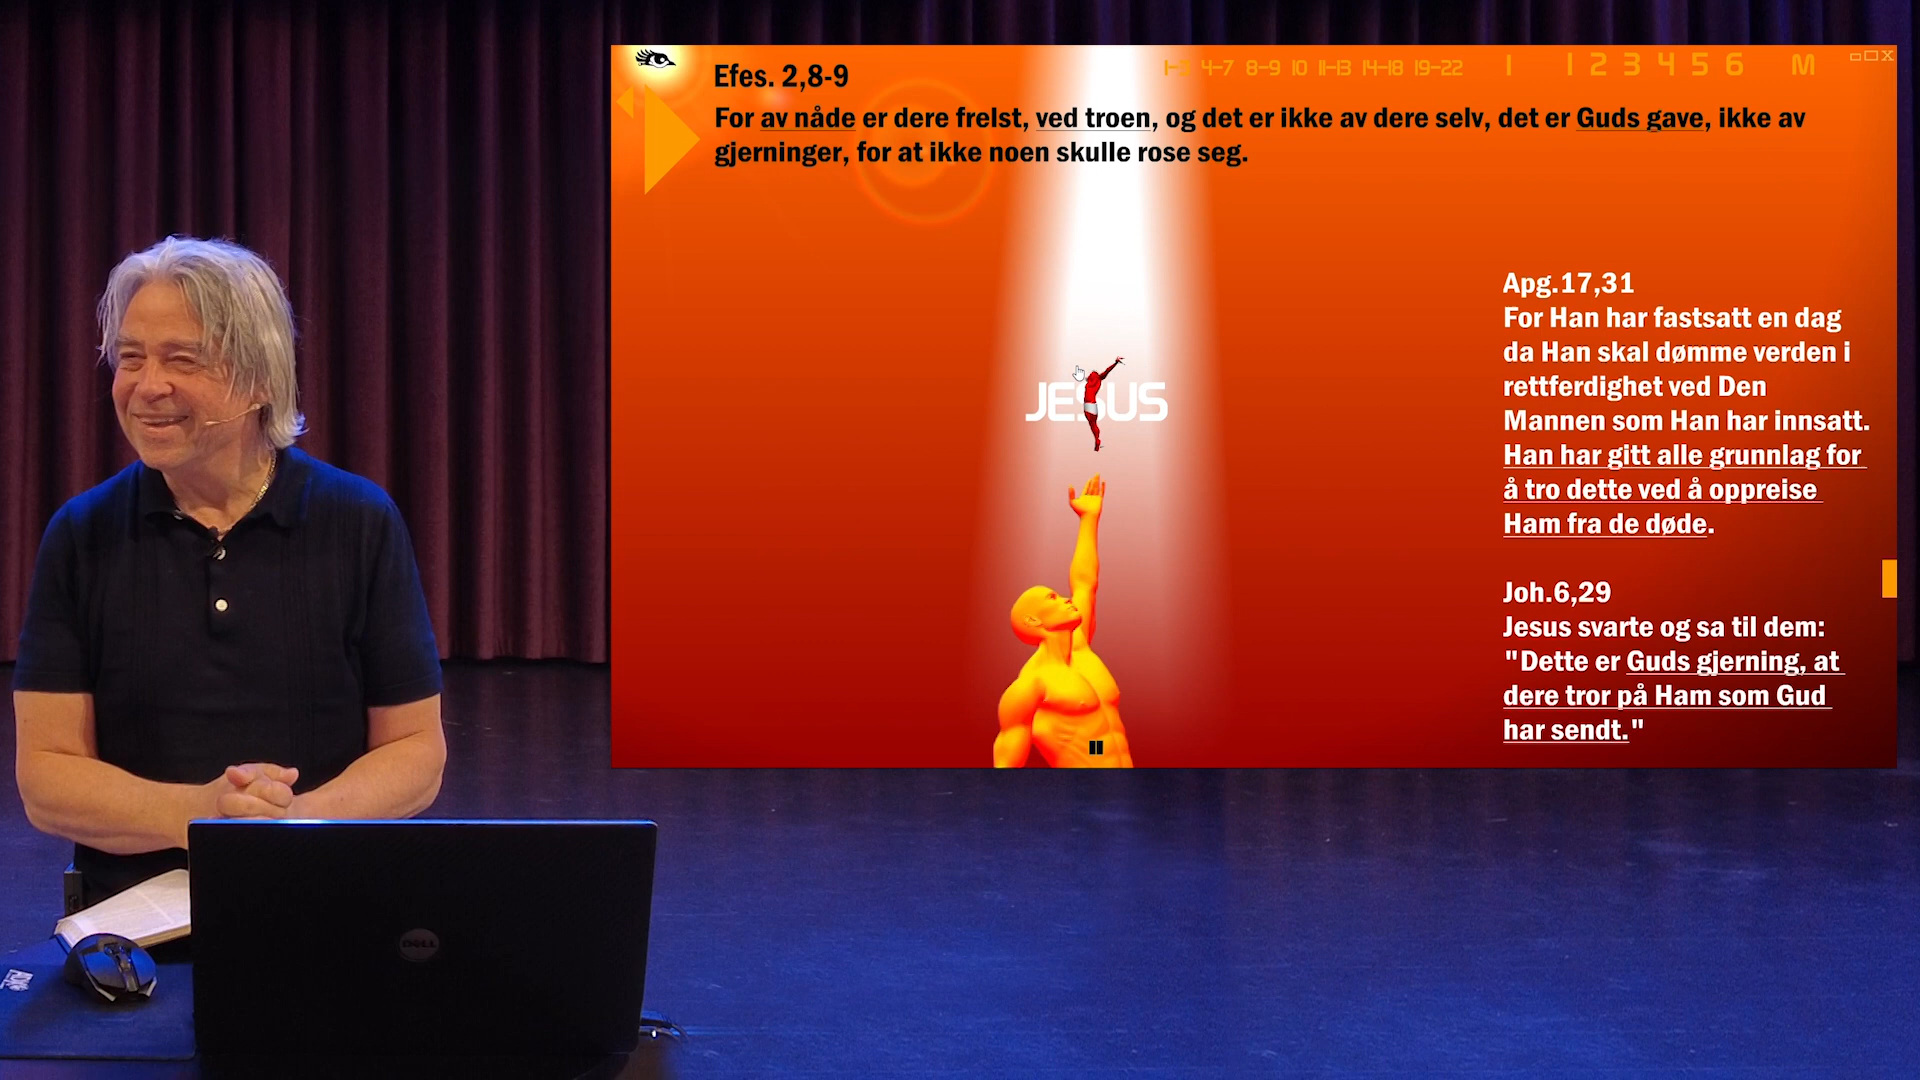 Efes. 2,8-9
1-3 4-7 8-9 10 11-13 14-18 19-22 1 1 2 3 4 5 6 M
For av nåde er dere frelst, ved troen, og det er ikke av dere selv, det er Guds gave, ikke av
gjerninger, for at ikke noen skulle rose seg.
JESUS
Apg.17,31
For Han har fastsatt en dag
da Han skal dømme verden i
rettferdighet ved Den
Mannen som Han har innsatt.
Han har gitt alle grunnlag for
å tro dette ved å oppreise
Ham fra de døde.
Joh.6,29
Jesus svarte og sa til dem:
"Dette er Guds gjerning, at
dere tror på Ham som Gud
har sendt."
DELL